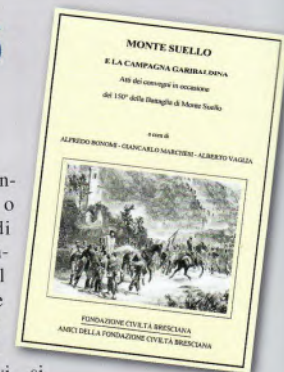 MONTE SUELLO
E LA CAMPAGNA GARIBALDINA
Atti dei convegni in occasione
del 150° della Battaglia di Monte Suello
a cura di
ALFREDO BONOMI - GIANCARLO MARCHESI - ALBERTO VAGLIA
FONDAZIONE CIVILTÀ BRESCIANA
AMICI DELLA FONDAZIONE CIVILTÀ BRESCIANA
n-
o
di
l
e